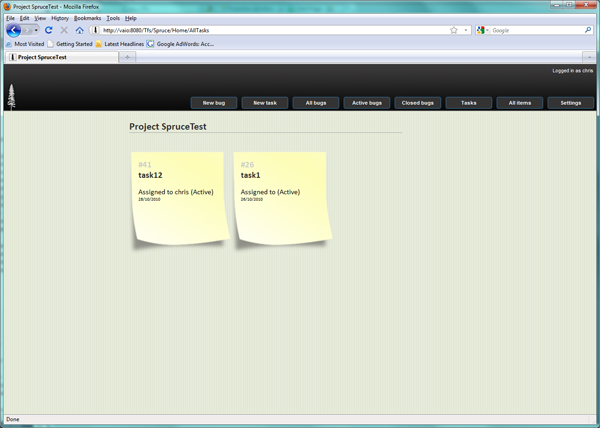 Project SpruceTest - Mozilla Firefox
File Edit View History Bookmarks Tools Help
http://vaio:8080/Tfs/Spruce/Home/AllTasks
Google
Most Visited Getting Started Latest Headlines Google AdWords: Acc...
Project SpruceTest
Logged in as chris
New bug New task All bugs Active bugs Closed bugs Tasks All items Settings
Project SpruceTest
#41
task12
Assigned to chris (Active)
28/10/2010
#26
task1
Assigned to (Active)
28/10/2010
Done